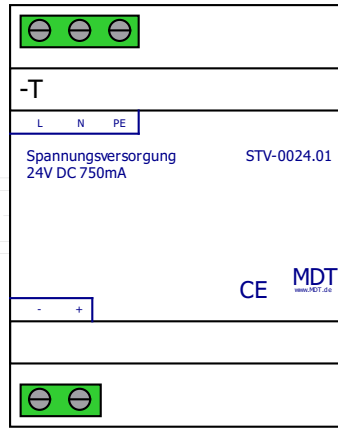 -T
L N PE
Spannungsversorgung STV-0024.01
24V DC 750mA
CE MDT
www.MDT.de
- +